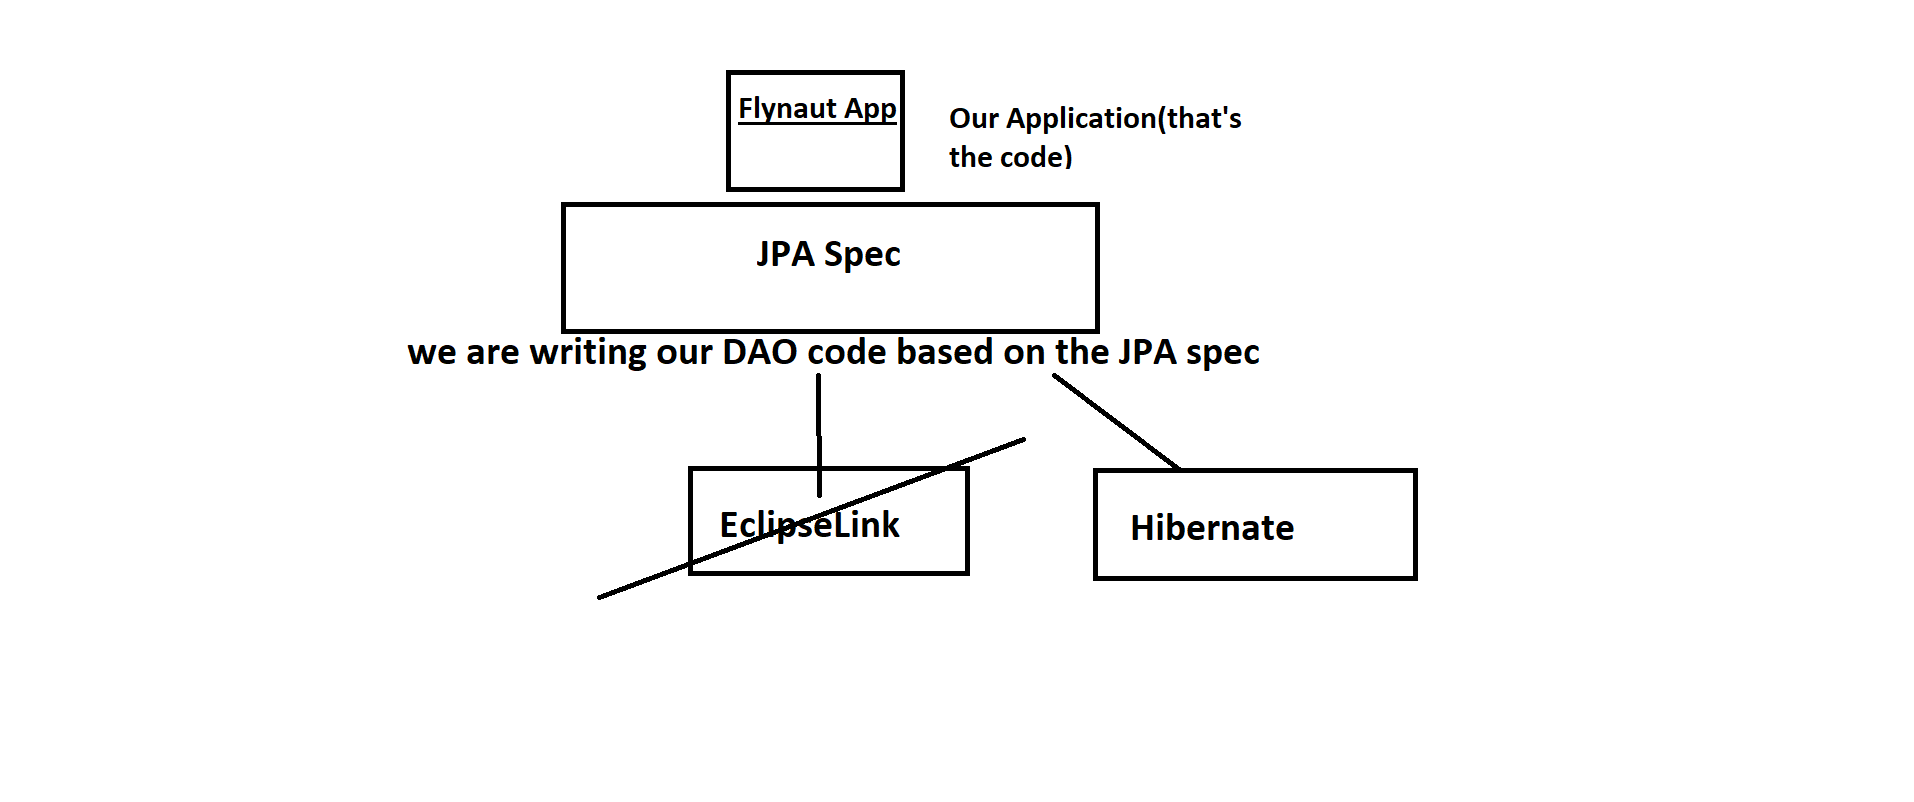 Flynaut App
Our Application(that's
the code)
JPA Spec
we are writing our DAO code based on the JPA spec
EclipseLink
Hibernate